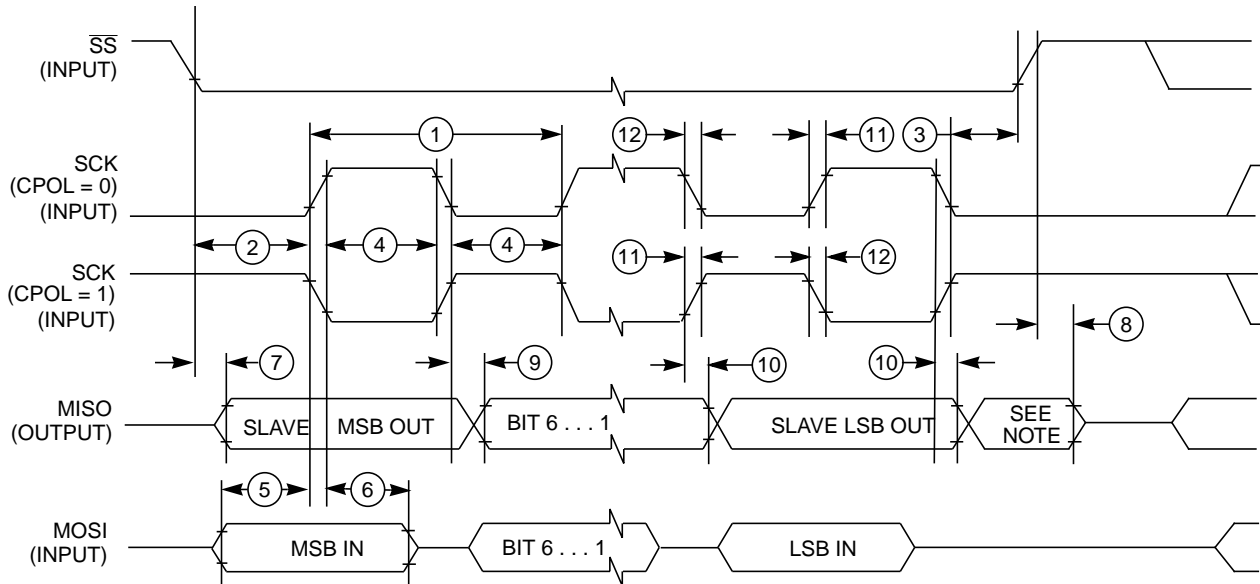 SS
(INPUT)
1
12
11
3
SCK
(CPOL = 0)
(INPUT)
2
4
4
11
12
SCK
(CPOL = 1)
(INPUT)
8
7
9
10
10
MISO
(OUTPUT)
SLAVE MSB OUT
BIT 6 . . . 1
SLAVE LSB OUT
SEE
NOTE
5
6
MOSI
(INPUT)
MSB IN
BIT 6 . . . 1
LSB IN